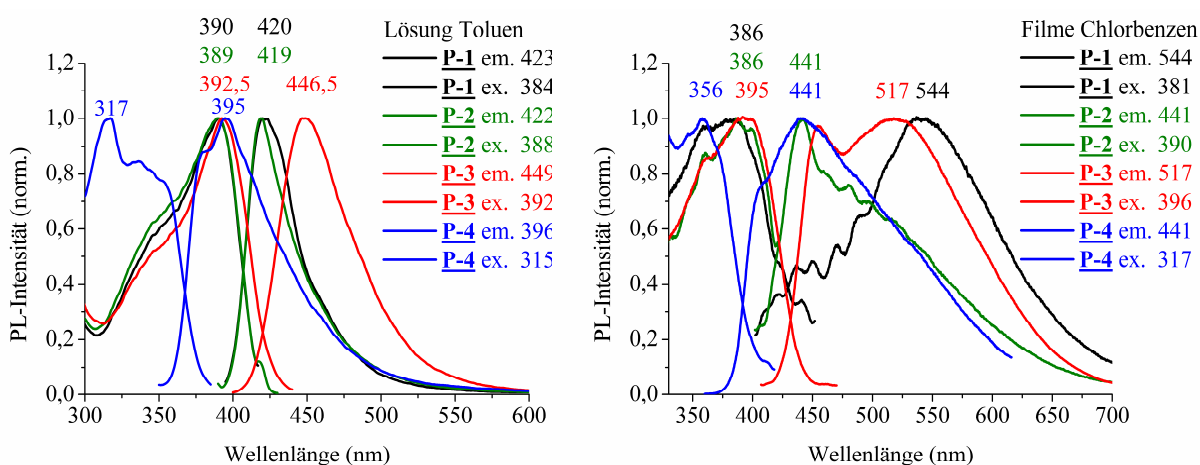 390 420 Lösung Toluen
389 419
392,5 446,5
317 395
P-1 em. 423
P-1 ex. 384
P-2 em. 422
P-2 ex. 388
P-3 em. 449
P-3 ex. 392
P-4 em. 396
P-4 ex. 315
1,2
1,0
0,8
0,6
0,4
0,2
0,0
PL-Intensität (norm.)
300 350 400 450 500 550 600
Wellenlänge (nm)
386 Filme Chlorbenzen
386 441
356 395 441 517 544
P-1 em. 544
P-1 ex. 381
P-2 em. 441
P-2 ex. 390
P-3 em. 517
P-3 ex. 396
P-4 em. 441
P-4 ex. 317
1,2
1,0
0,8
0,6
0,4
0,2
0,0
PL-Intensität (norm.)
350 400 450 500 550 600 650 700
Wellenlänge (nm)